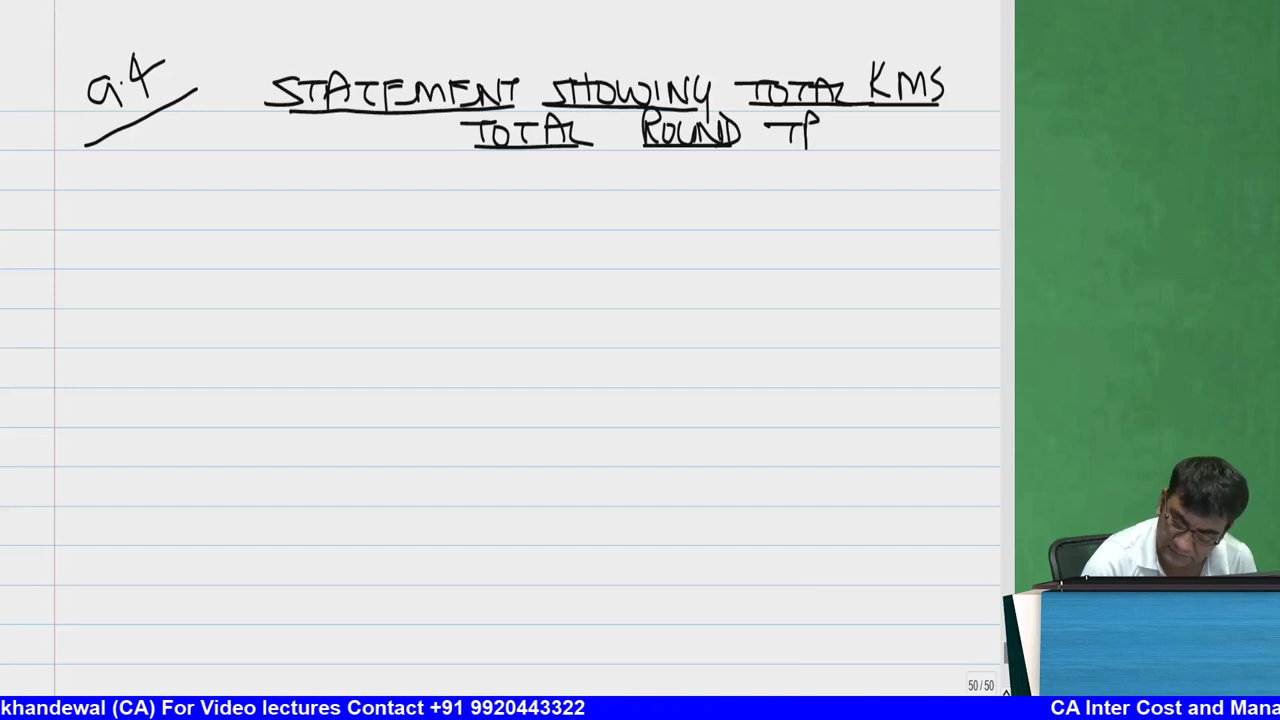 Q.4 STATEMENT SHOWING TOTAL KMS
TOTAL ROUND TP
50/50
khandewal (CA) For Video lectures Contact +91 9920443322 CA Inter Cost and Mana